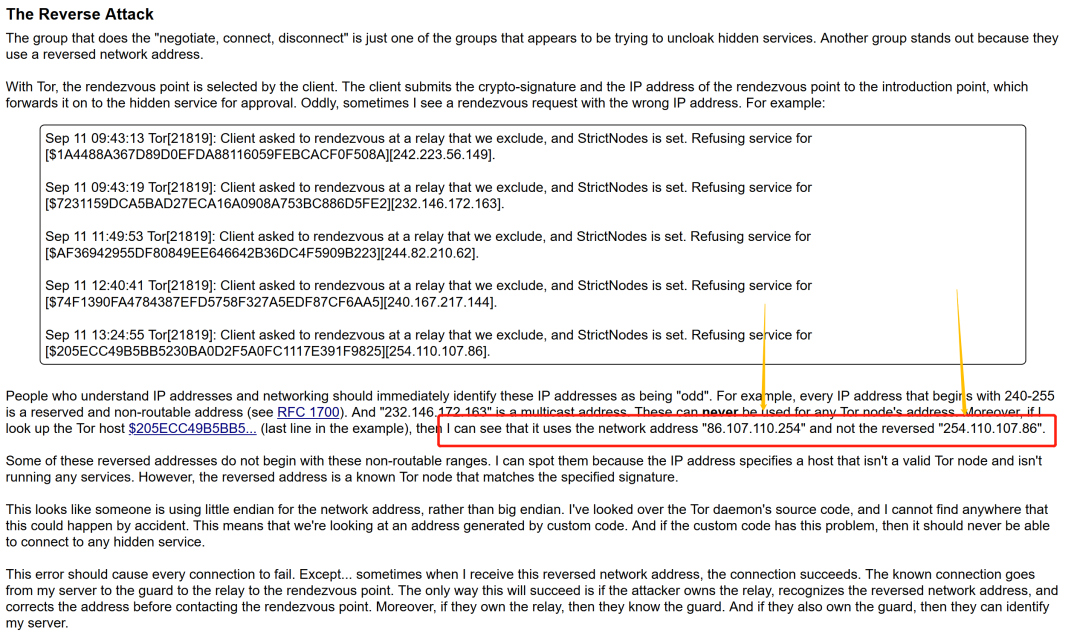 The Reverse Attack
The group that does the "negotiate, connect, disconnect" is just one of the groups that appears to be trying to uncloak hidden services. Another group stands out because they
use a reversed network address.
With Tor, the rendezvous point is selected by the client. The client submits the crypto-signature and the IP address of the rendezvous point to the introduction point, which
forwards it on to the hidden service for approval. Oddly, sometimes I see a rendezvous request with the wrong IP address. For example:
Sep 11 09:43:13 Tor[21819]: Client asked to rendezvous at a relay that we exclude, and StrictNodes is set. Refusing service for
[$1A4488A367D89D0EFDA88116059FEBCACF0F508A][242.223.56.149].
Sep 11 09:43:19 Tor[21819]: Client asked to rendezvous at a relay that we exclude, and StrictNodes is set. Refusing service for
[$7231159DCA5BAD27ECA16A0908A753BC886D5FE2][232.146.172.163].
Sep 11 11:49:53 Tor[21819]: Client asked to rendezvous at a relay that we exclude, and StrictNodes is set. Refusing service for
[$AF36942955DF80849EE646642B36DC4F5909B223][244.82.210.62].
Sep 11 12:40:41 Tor[21819]: Client asked to rendezvous at a relay that we exclude, and StrictNodes is set. Refusing service for
[$74F1390FA4784387EFD5758F327A5EDF87CF6AA5][240.167.217.144].
Sep 11 13:24:55 Tor[21819]: Client asked to rendezvous at a relay that we exclude, and StrictNodes is set. Refusing service for
[$205ECC49B5BB5230BA0D2F5A0FC1117E391F9825][254.110.107.86].
People who understand IP addresses and networking should immediately identify these IP addresses as being "odd". For example, every IP address that begins with 240-255
is a reserved and non-routable address (see RFC 1700). And "232.146.172.163" is a multicast address. These can never be used for any Tor node's address. Moreover, if I
look up the Tor host $205ECC49B5BB5... (last line in the example), then I can see that it uses the network address "86.107.110.254" and not the reversed "254.110.107.86".
Some of these reversed addresses do not begin with these non-routable ranges. I can spot them because the IP address specifies a host that isn't a valid Tor node and isn't
running any services. However, the reversed address is a known Tor node that matches the specified signature.
This looks like someone is using little endian for the network address, rather than big endian. I've looked over the Tor daemon's source code, and I cannot find anywhere that
this could happen by accident. This means that we're looking at an address generated by custom code. And if the custom code has this problem, then it should never be able
to connect to any hidden service.
This error should cause every connection to fail. Except... sometimes when I receive this reversed network address, the connection succeeds. The known connection goes
from my server to the guard to the relay to the rendezvous point. The only way this will succeed is if the attacker owns the relay, recognizes the reversed network address, and
corrects the address before contacting the rendezvous point. Moreover, if they own the relay, then they know the guard. And if they also own the guard, then they can identify
my server.